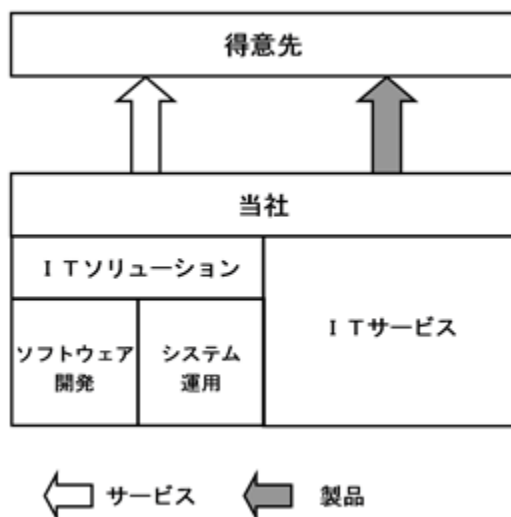 得意先
当社
ＩＴソリューション
ＩＴサービス
ソフトウェア
開発
システム
運用
サービス
製品